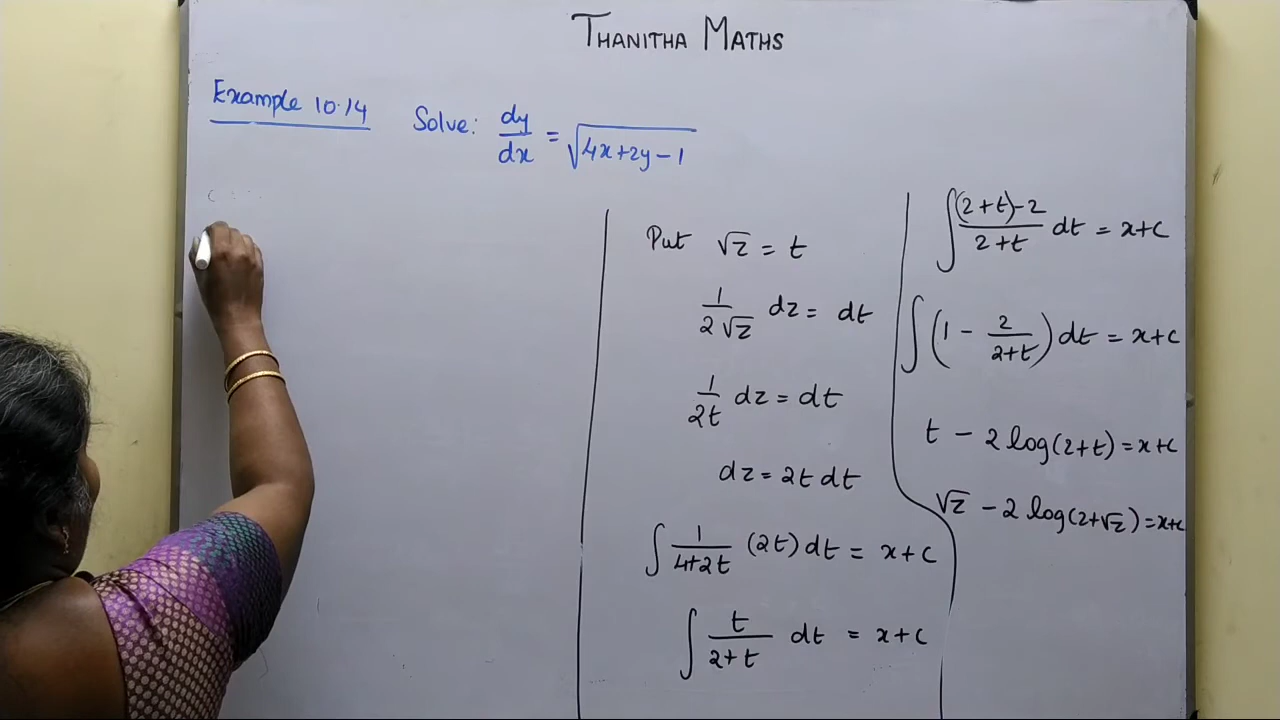 THANITHA MATHS
Example 10.14 Solve: dy/dx = √(4x+2y−1)
Put √z = t
1/(2√z) dz = dt
1/(2t) dz = dt
dz = 2t dt
∫ 1/(4+2t) (2t) dt = x+c
∫ t/(2+t) dt = x+c
∫ ((2+t)−2)/(2+t) dt = x+c
∫ (1 − 2/(2+t)) dt = x+c
t − 2 log(2+t) = x+c
√z − 2 log(2+√z) = x+c